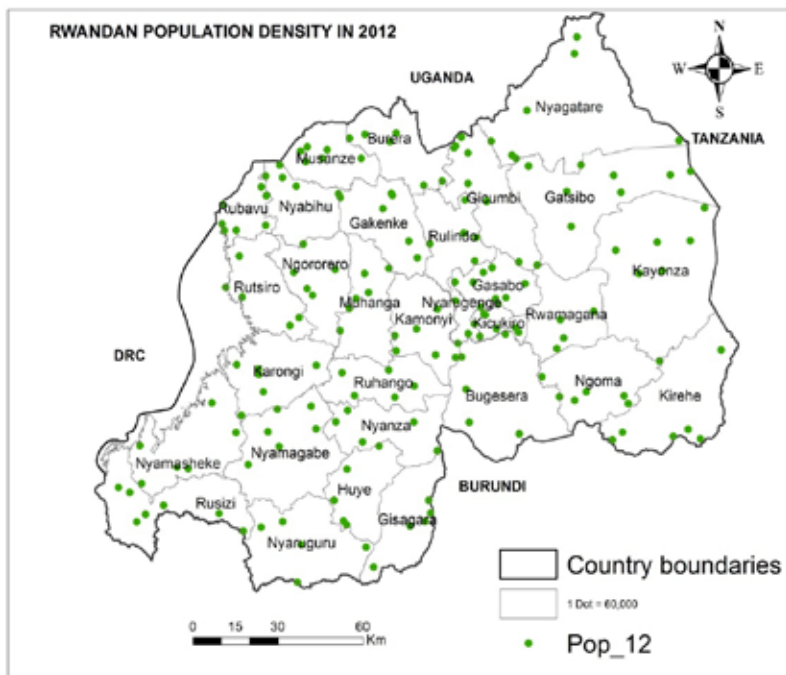 RWANDAN POPULATION DENSITY IN 2012
N
W E
S
UGANDA
Nyagatare
TANZANIA
Burera
Musanze
Gicumbi
Gatsibo
Rubavu
Nyabihu
Gakenke
Rulindo
Kayonza
Ngororero
Gasabo
Rutsiro
Muhanga
Nyarugenge
Kamonyi
Kicukiro
Rwamagana
DRC
Karongi
Ruhango
Bugesera
Ngoma
Kirehe
Nyanza
Nyamagabe
Nyamasheke
BURUNDI
Huye
Rusizi
Gisagara
Nyaruguru
Country boundaries
1 Dot = 60,000
Pop_12
0 30 60
Km